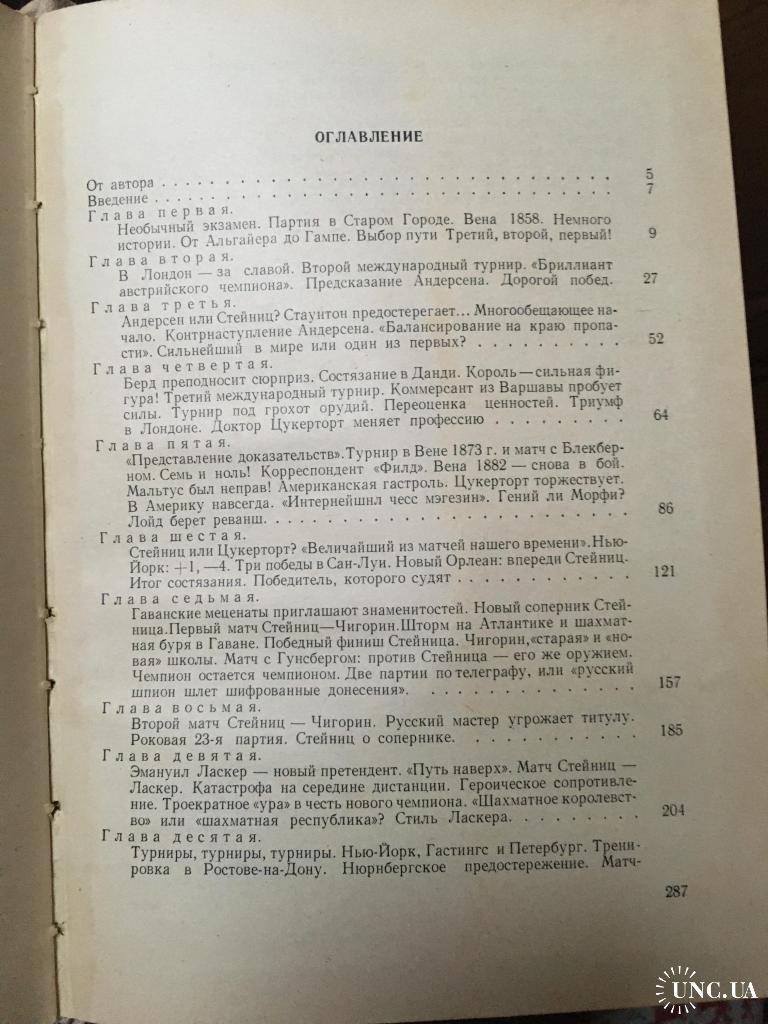 ОГЛАВЛЕНИЕ
От автора . . . . . . . . . . . . . . . . . . . . . . . . . . . . . . 5
Введение . . . . . . . . . . . . . . . . . . . . . . . . . . . . . . 7
Глава первая.
Необычный экзамен. Партия в Старом Городе. Вена 1858. Немного
истории. От Альгайера до Гампе. Выбор пути Третий, второй, первый! 9
Глава вторая.
В Лондон — за славой. Второй международный турнир. «Бриллиант
австрийского чемпиона». Предсказание Андерсена. Дорогой побед. 27
Глава третья.
Андерсен или Стейниц? Стаунтон предостерегает... Многообещающее на-
чало. Контрнаступление Андерсена. «Балансирование на краю пропа-
сти». Сильнейший в мире или один из первых? . . . . . . . . . . 52
Глава четвертая.
Берд преподносит сюрприз. Состязание в Данди. Король — сильная фи-
гура! Третий международный турнир. Коммерсант из Варшавы пробует
силы. Турнир под грохот орудий. Переоценка ценностей. Триумф
в Лондоне. Доктор Цукерторт меняет профессию . . . . . . . . . 64
Глава пятая.
«Представление доказательств».Турнир в Вене 1873 г. и матч с Блекбер-
ном. Семь и ноль! Корреспондент «Филд». Вена 1882 — снова в бой.
Мальтус был неправ! Американская гастроль. Цукерторт торжествует.
В Америку навсегда. «Интернейшнл чесс мэгезин». Гений ли Морфи?
Лойд берет реванш. . . . . . . . . . . . . . . . . . . . . . . . . 86
Глава шестая.
Стейниц или Цукерторт? «Величайший из матчей нашего времени».Нью-
Йорк: +1, —4. Три победы в Сан-Луи. Новый Орлеан: впереди Стейниц.
Итог состязания. Победитель, которого судят . . . . . . . . . . . 121
Глава седьмая.
Гаванские меценаты приглашают знаменитостей. Новый соперник Стей-
ница.Первый матч Стейниц—Чигорин.Шторм на Атлантике и шахмат-
ная буря в Гаване. Победный финиш Стейница. Чигорин,«старая» и «но-
вая» школы. Матч с Гунсбергом: против Стейница — его же оружием.
Чемпион остается чемпионом. Две партии по телеграфу, или «русский
шпион шлет шифрованные донесения». . . . . . . . . . . . . 157
Глава восьмая.
Второй матч Стейниц — Чигорин. Русский мастер угрожает титулу.
Роковая 23-я партия. Стейниц о сопернике. . . . . . . . . . . . 185
Глава девятая.
Эмануил Ласкер — новый претендент. «Путь наверх». Матч Стейниц —
Ласкер. Катастрофа на середине дистанции. Героическое сопротивле-
ние. Троекратное «ура» в честь нового чемпиона. «Шахматное королевст-
во» или «шахматная республика»? Стиль Ласкера. . . . . . . . . 204
Глава десятая.
Турниры, турниры, турниры. Нью-Йорк, Гастингс и Петербург. Трени-
ровка в Ростове-на-Дону. Нюрнбергское предостережение. Матч-
287
UNC.UA